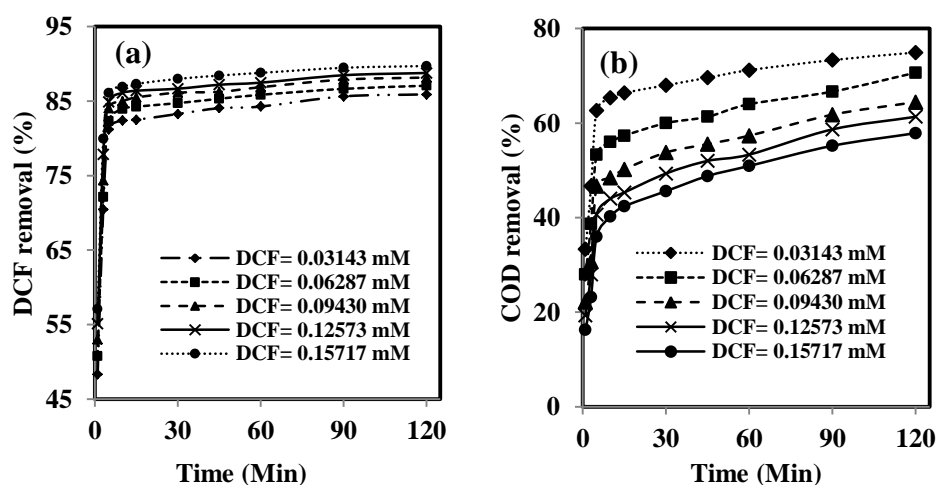 (a)
DCF removal (%)
95
85
75
65
55
45
DCF= 0.03143 mM
DCF= 0.06287 mM
DCF= 0.09430 mM
DCF= 0.12573 mM
DCF= 0.15717 mM
0 30 60 90 120
Time (Min)
(b)
COD removal (%)
80
60
40
20
0
DCF= 0.03143 mM
DCF= 0.06287 mM
DCF= 0.09430 mM
DCF= 0.12573 mM
DCF= 0.15717 mM
0 30 60 90 120
Time (Min)